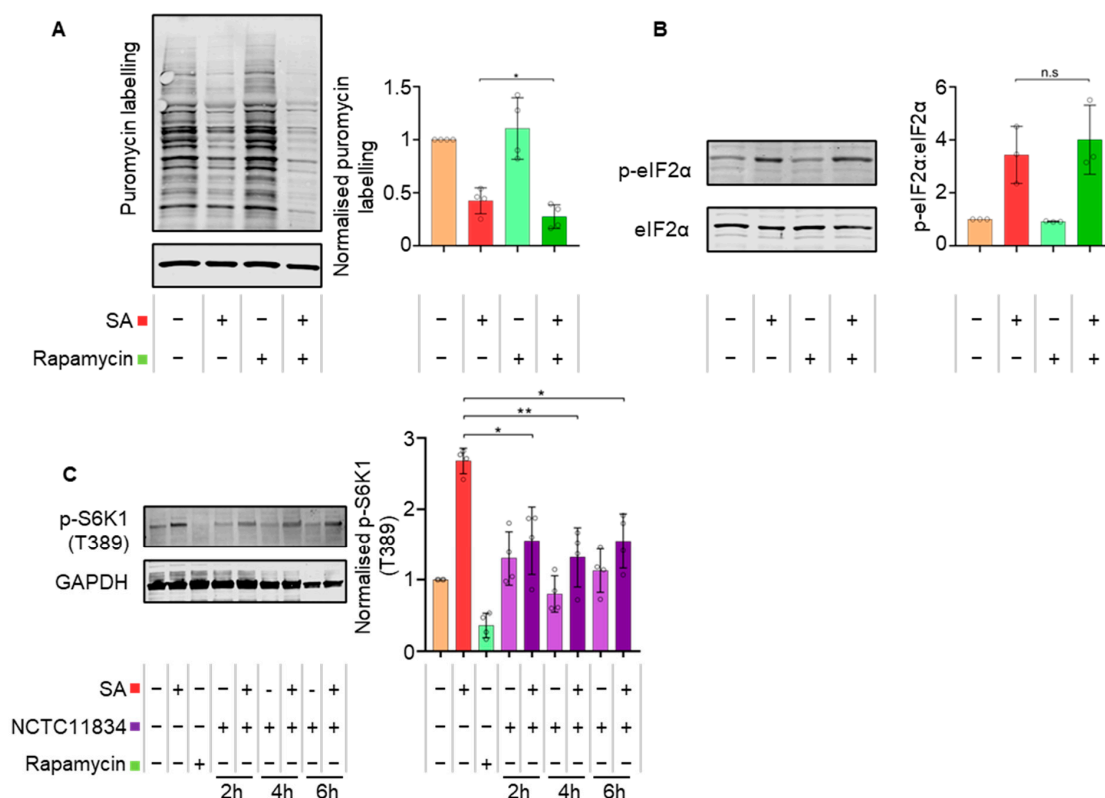 A
Puromycin labelling
Normalised puromycin
labelling
1.5
1
0.5
0
*
SA
− + − +
− + − +
Rapamycin
− − + +
− − + +
B
p-eIF2α
eIF2α
p-eIF2α:eIF2α
8
6
4
2
0
n.s
− + − +
− + − +
− − + +
− − + +
C
p-S6K1
(T389)
GAPDH
Normalised p-S6K1
(T389)
3
2
1
0
*
**
*
SA
− + − − + - + - +
− + − − + − + − +
NCTC11834
− − − + + + + + +
− − − + + + + + +
Rapamycin
− − + − − − − − −
− − + − − − − − −
2h 4h 6h
2h 4h 6h